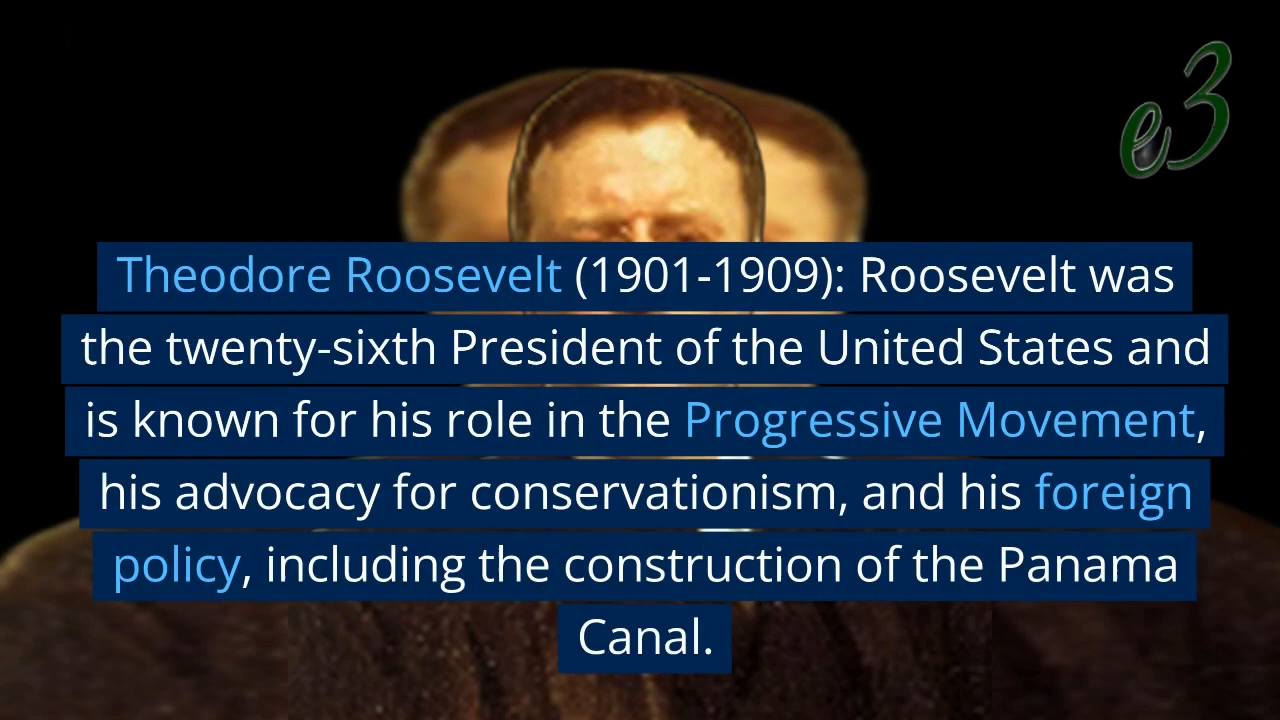 e3
Theodore Roosevelt (1901-1909): Roosevelt was
the twenty-sixth President of the United States and
is known for his role in the Progressive Movement,
his advocacy for conservationism, and his foreign
policy, including the construction of the Panama
Canal.